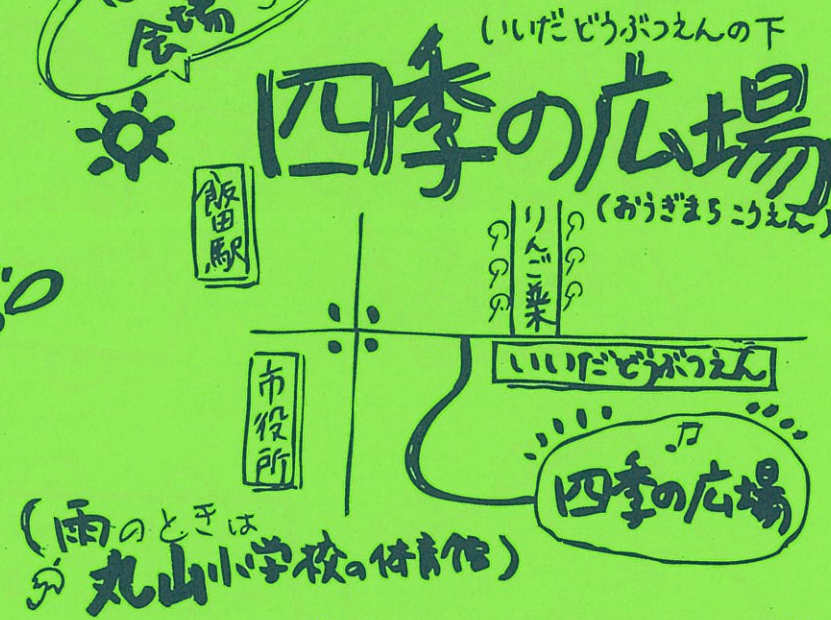 会場
いいだどうぶつえんの下
四季の広場
(おうぎまちこうえん)
飯田駅
りんご並木
いいだどうぶつえん
市役所
四季の広場
(雨のときは
丸山小学校の体育館)